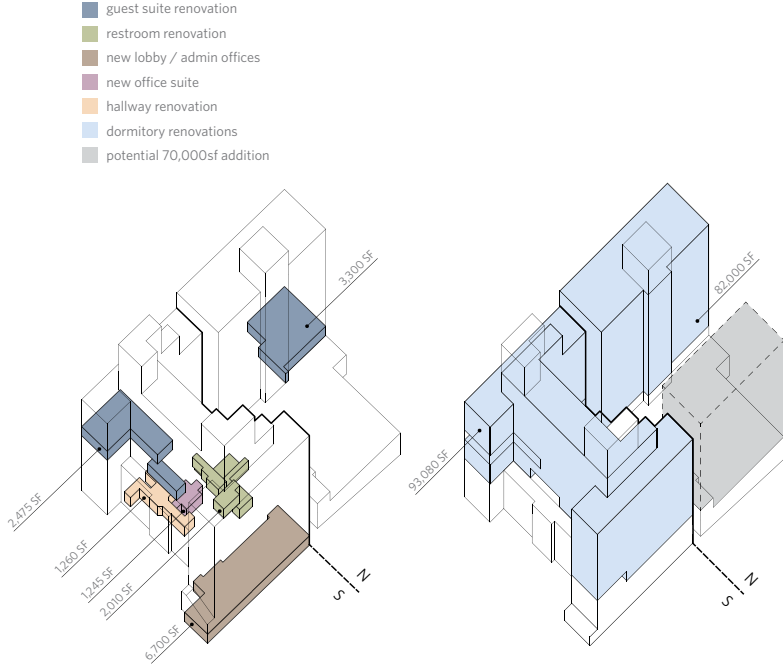 guest suite renovation
restroom renovation
new lobby / admin offices
new office suite
hallway renovation
dormitory renovations
potential 70,000sf addition
3,300 SF
82,000 SF
2,475 SF
93,080 SF
1,260 SF
1,245 SF
2,010 SF
6,700 SF
N
S
N
S